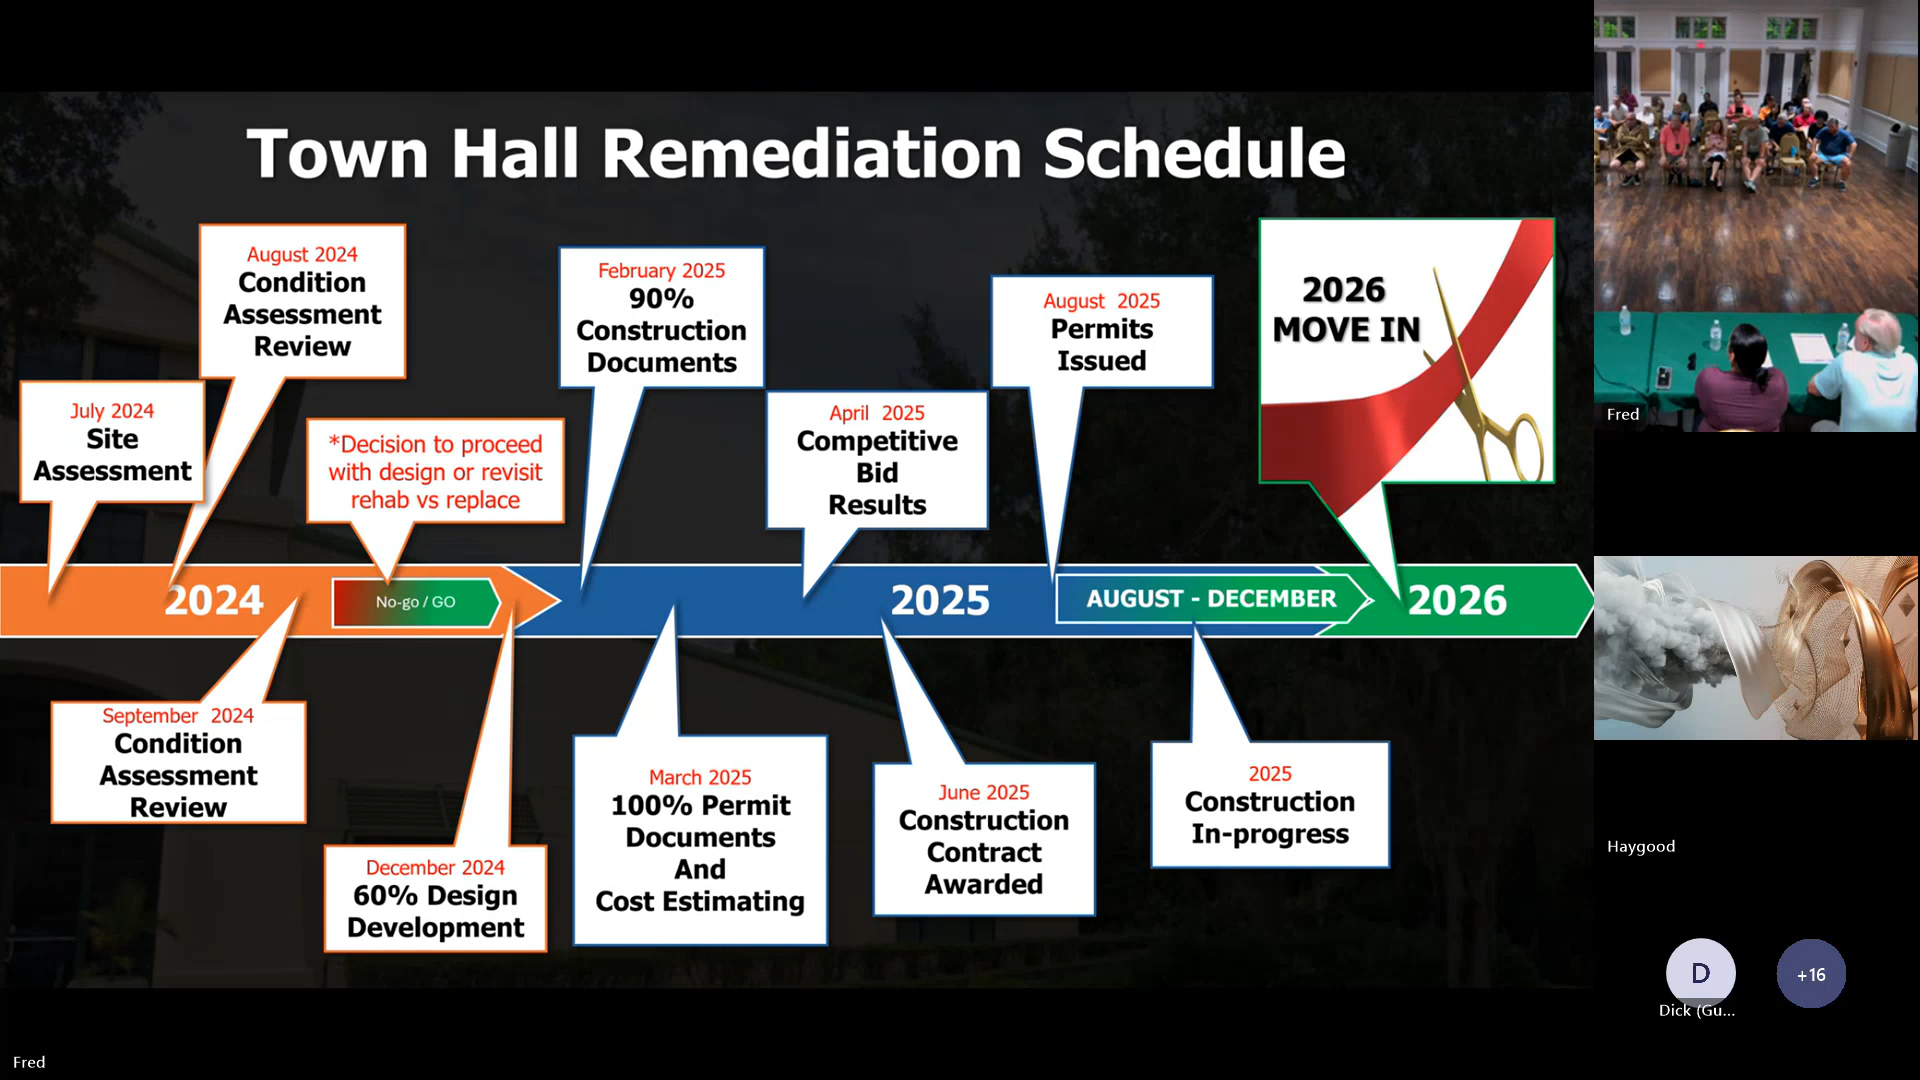 Town Hall Remediation Schedule
July 2024
Site
Assessment
August 2024
Condition
Assessment
Review
*Decision to proceed
with design or revisit
rehab vs replace
February 2025
90%
Construction
Documents
April 2025
Competitive
Bid
Results
August 2025
Permits
Issued
2026
MOVE IN
2024
No-go / GO
2025
AUGUST - DECEMBER
2026
September 2024
Condition
Assessment
Review
December 2024
60% Design
Development
March 2025
100% Permit
Documents
And
Cost Estimating
June 2025
Construction
Contract
Awarded
2025
Construction
In-progress
Fred
Fred
Haygood
D
+16
Dick (Gu...